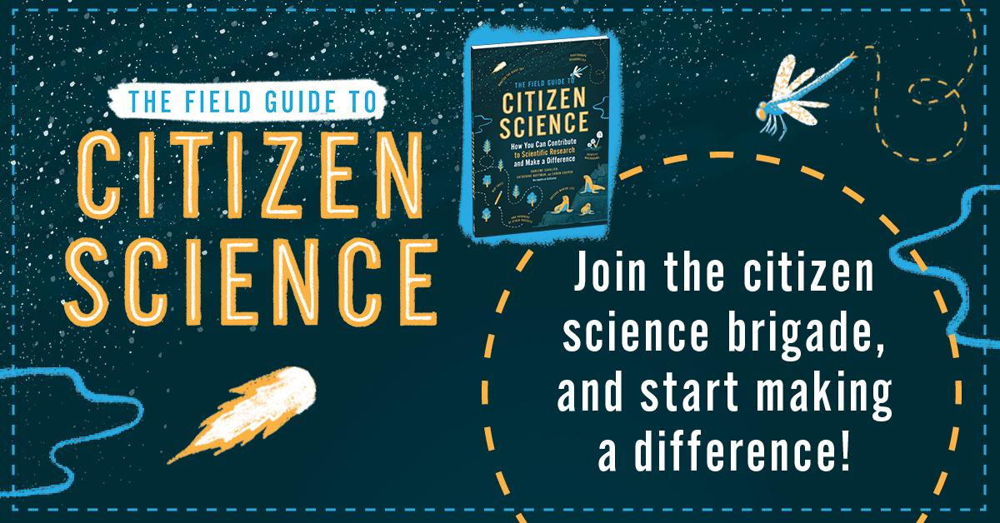 THE FIELD GUIDE TO
CITIZEN
SCIENCE
THE FIELD GUIDE TO
CITIZEN
SCIENCE
How You Can Contribute
to Scientific Research
and Make a Difference
DARLENE CAVALIER,
CATHERINE HOFFMAN, and CAREN COOPER
Join the citizen
science brigade,
and start making
a difference!